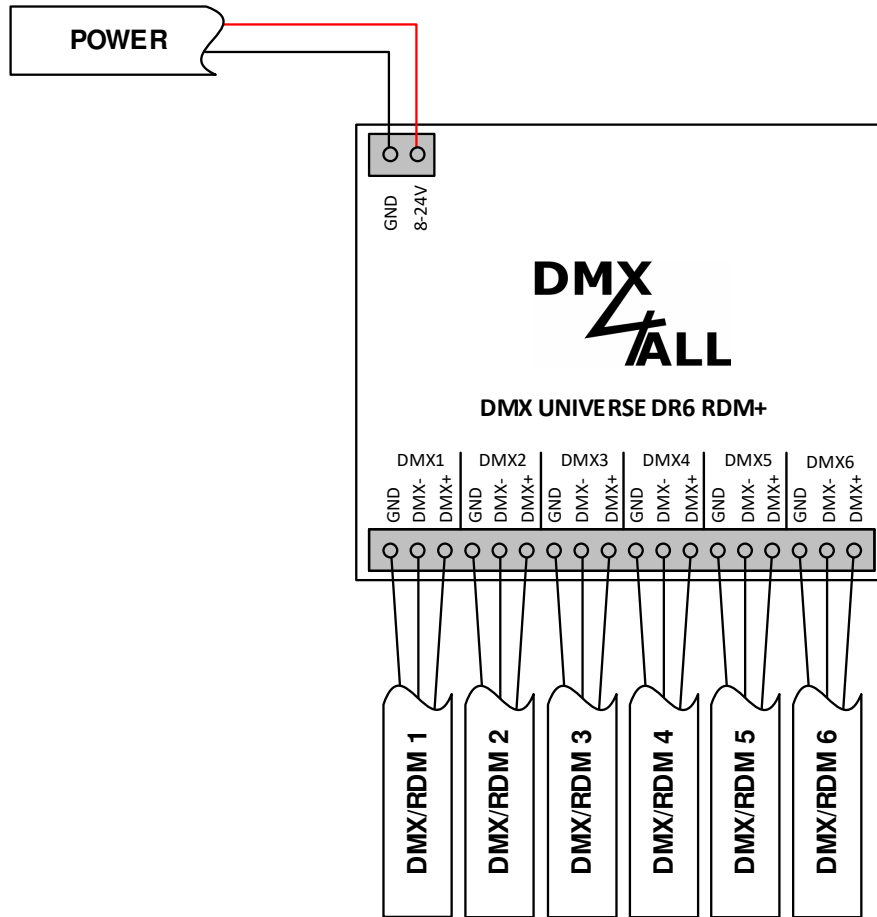 POWER
GND
8-24V
DMX
4ALL
DMX UNIVERSE DR6 RDM+
DMX1 DMX2 DMX3 DMX4 DMX5 DMX6
GND DMX- DMX+ GND DMX- DMX+ GND DMX- DMX+ GND DMX- DMX+ GND DMX- DMX+ GND DMX- DMX+
DMX/RDM 1
DMX/RDM 2
DMX/RDM 3
DMX/RDM 4
DMX/RDM 5
DMX/RDM 6